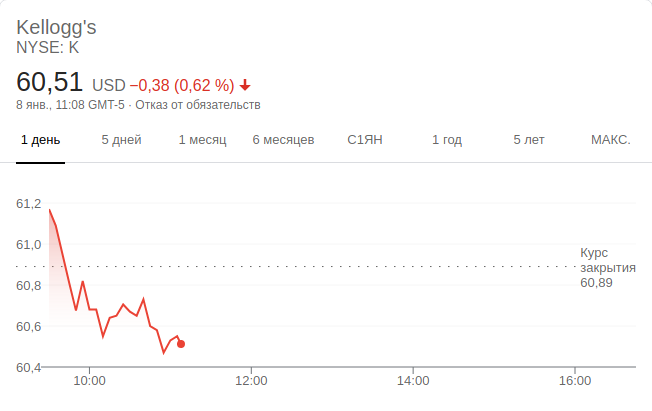 Kellogg's
NYSE: K
60,51 USD −0,38 (0,62 %)
8 янв., 11:08 GMT-5 · Отказ от обязательств
1 день 5 дней 1 месяц 6 месяцев С1ЯН 1 год 5 лет МАКС.
61,2
61,0
Курс
закрытия
60,89
60,8
60,6
60,4
10:00 12:00 14:00 16:00